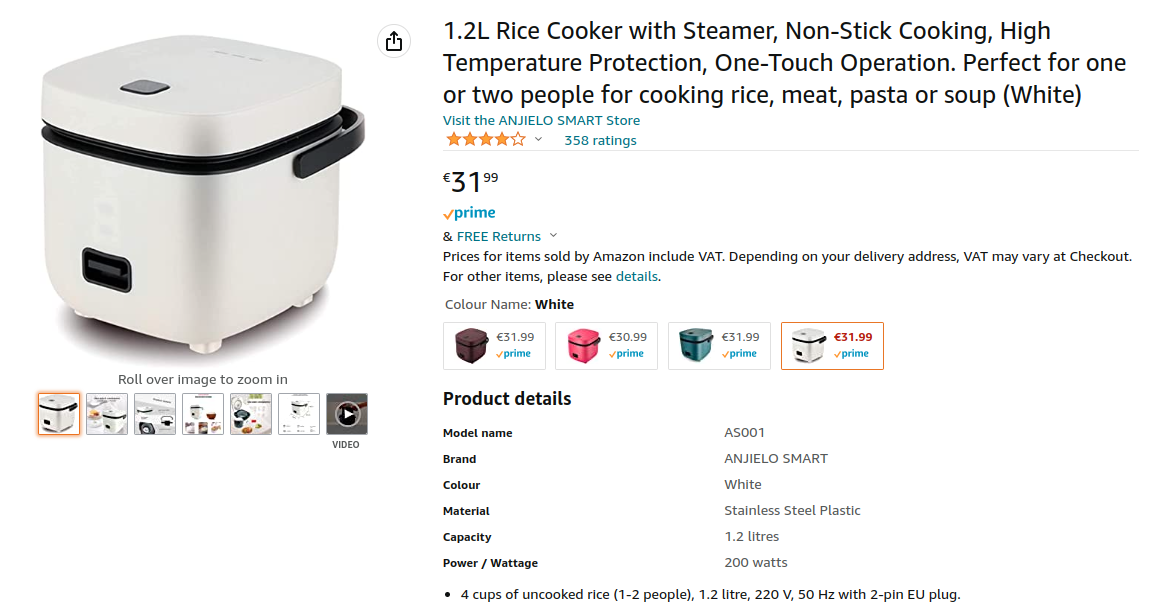 1.2L Rice Cooker with Steamer, Non-Stick Cooking, High
Temperature Protection, One-Touch Operation. Perfect for one
or two people for cooking rice, meat, pasta or soup (White)
Visit the ANJIELO SMART Store
358 ratings
€31⁹⁹
prime
& FREE Returns
Prices for items sold by Amazon include VAT. Depending on your delivery address, VAT may vary at Checkout.
For other items, please see details.
Colour Name: White
€31.99
prime
€30.99
prime
€31.99
prime
€31.99
prime
Roll over image to zoom in
VIDEO
Product details
Model name AS001
Brand ANJIELO SMART
Colour White
Material Stainless Steel Plastic
Capacity 1.2 litres
Power / Wattage 200 watts
• 4 cups of uncooked rice (1-2 people), 1.2 litre, 220 V, 50 Hz with 2-pin EU plug.